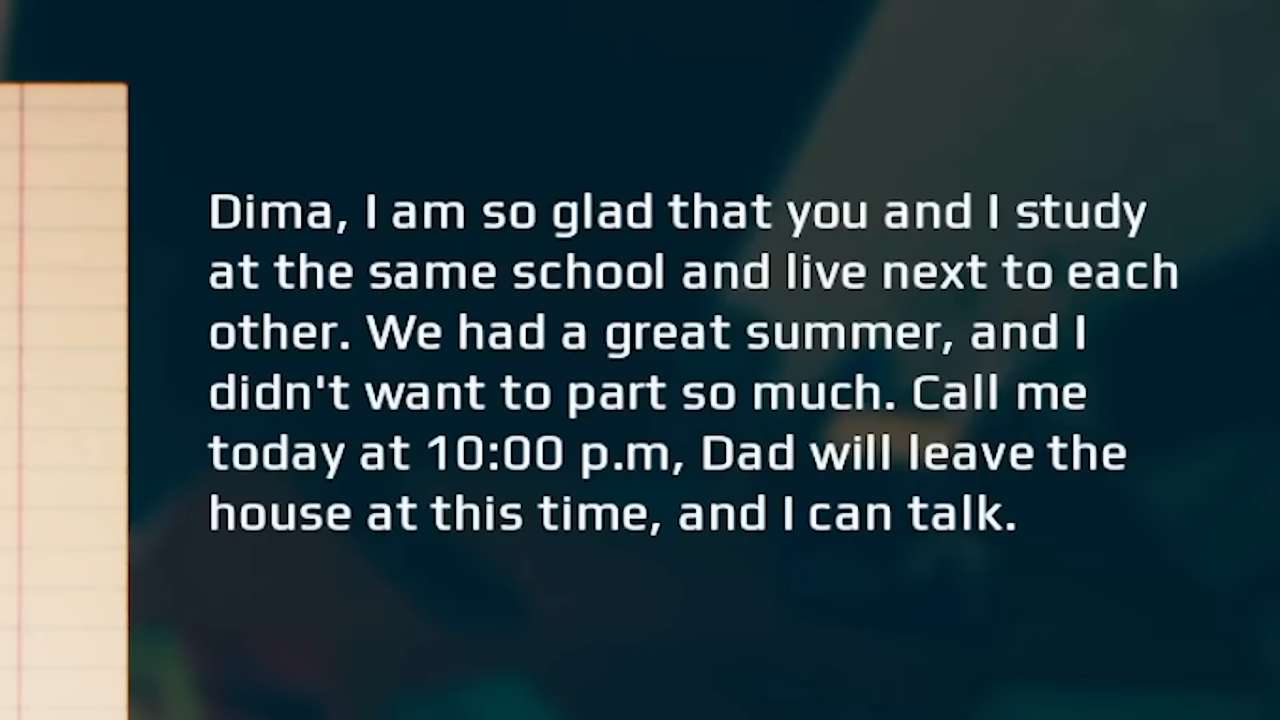 Dima, I am so glad that you and I study
at the same school and live next to each
other. We had a great summer, and I
didn't want to part so much. Call me
today at 10:00 p.m, Dad will leave the
house at this time, and I can talk.